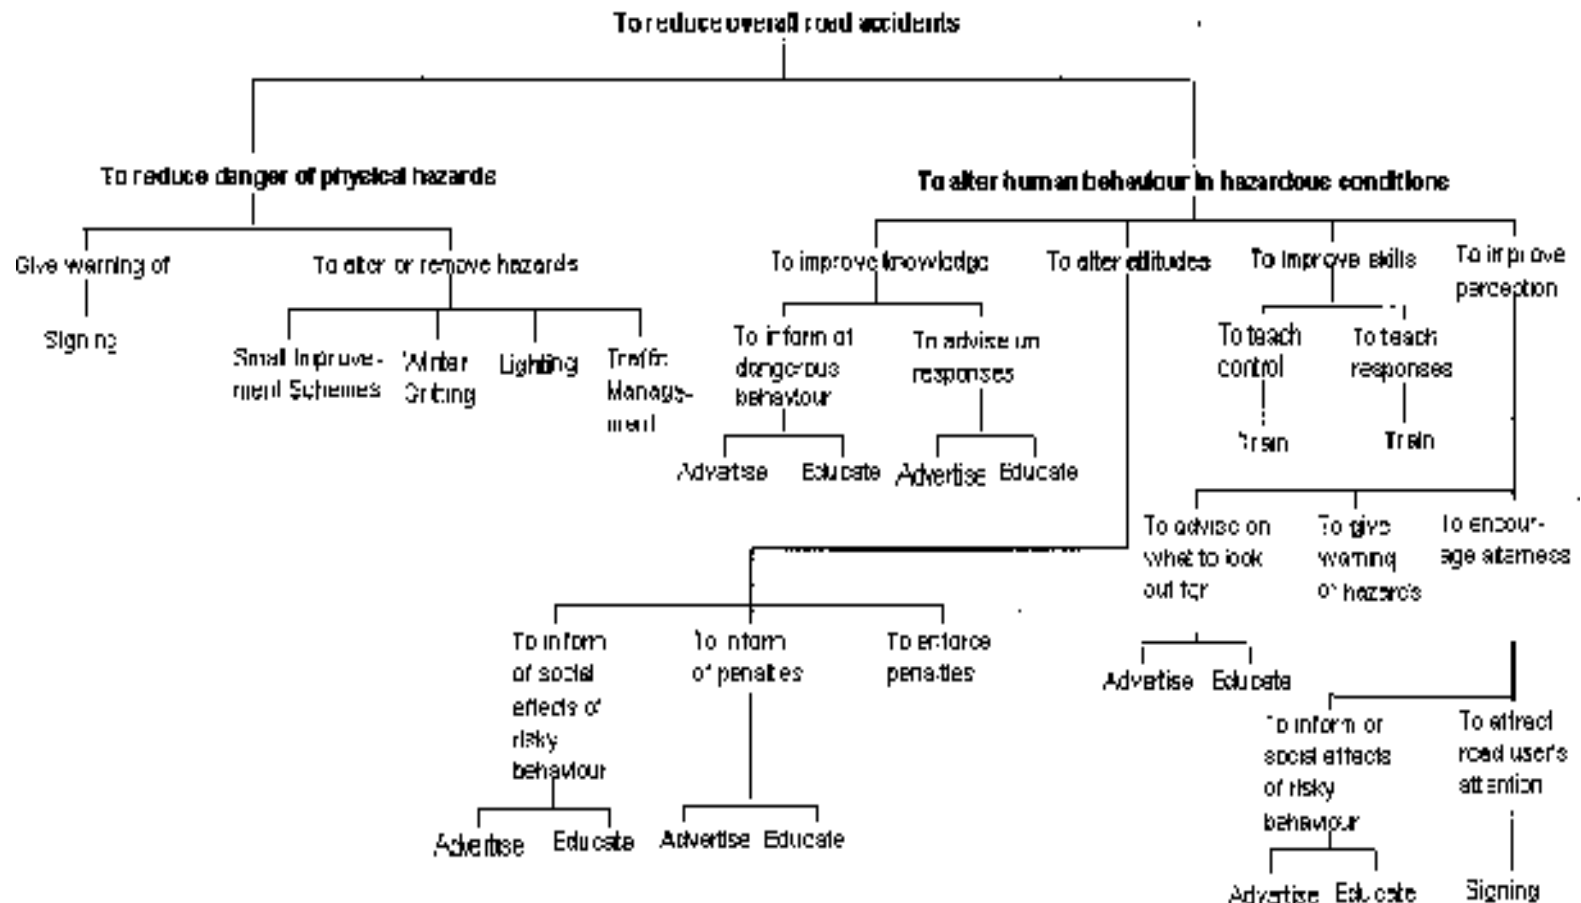 To reduce overall road accidents
To reduce danger of physical hazards
To alter human behaviour in hazardous conditions
Give warning of
To alter or remove hazards
To improve knowledge
To alter attitudes
To improve skills
To improve
perception
Signing
Small Improve-
ment Schemes
Winter
Gritting
Lighting
Traffic
Manage-
ment
To inform of
dangerous
behaviour
To advise on
responses
To teach
control
To teach
responses
Advertise
Educate
Advertise
Educate
Train
Train
To advise on
what to look
out for
To give
warning
of hazards
To encour-
age alterness
To inform
of social
effects of
risky
behaviour
To inform
of penalties
To enforce
penalties
Advertise
Educate
To inform of
social effects
of risky
behaviour
To attract
road user's
attention
Advertise
Educate
Advertise
Educate
Advertise
Educate
Signing